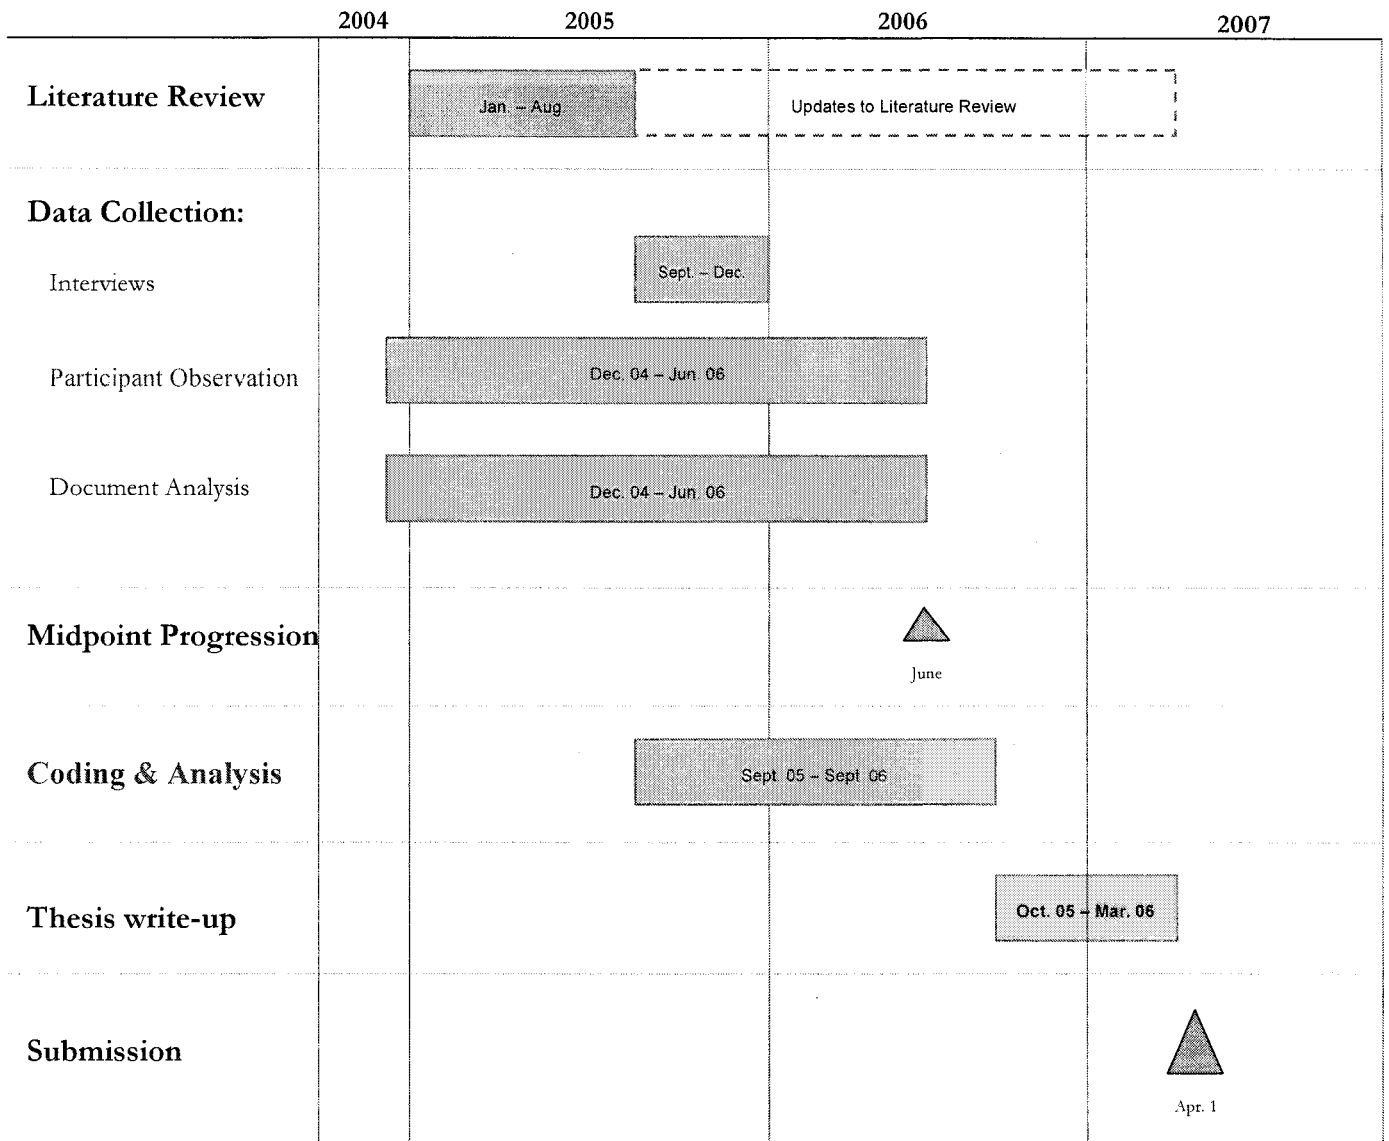 2004 2005 2006 2007
Literature Review
Jan. – Aug
Updates to Literature Review
Data Collection:
Interviews
Sept. – Dec.
Participant Observation
Dec. 04 – Jun. 06
Document Analysis
Dec. 04 – Jun. 06
Midpoint Progression
June
Coding & Analysis
Sept 05 – Sept 06
Thesis write-up
Oct. 05 – Mar. 06
Submission
Apr. 1